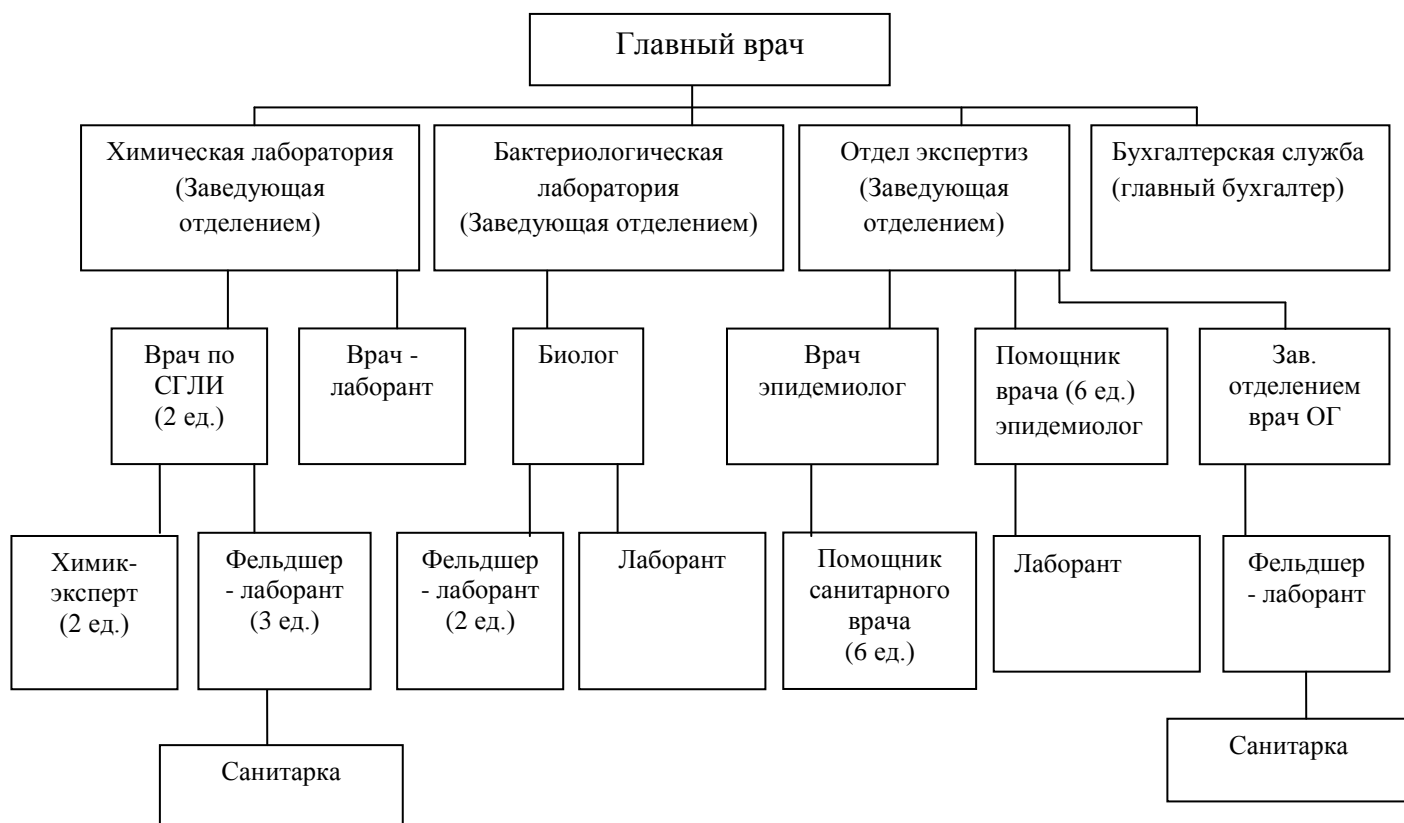 Главный врач
Химическая лаборатория
(Заведующая
отделением)
Бактериологическая
лаборатория
(Заведующая отделением)
Отдел экспертиз
(Заведующая
отделением)
Бухгалтерская служба
(главный бухгалтер)
Врач по
СГЛИ
(2 ед.)
Врач -
лаборант
Биолог
Врач
эпидемиолог
Помощник
врача (6 ед.)
эпидемиолог
Зав.
отделением
врач ОГ
Химик-
эксперт
(2 ед.)
Фельдшер
- лаборант
(3 ед.)
Фельдшер
- лаборант
(2 ед.)
Лаборант
Помощник
санитарного
врача
(6 ед.)
Лаборант
Фельдшер
- лаборант
Санитарка
Санитарка